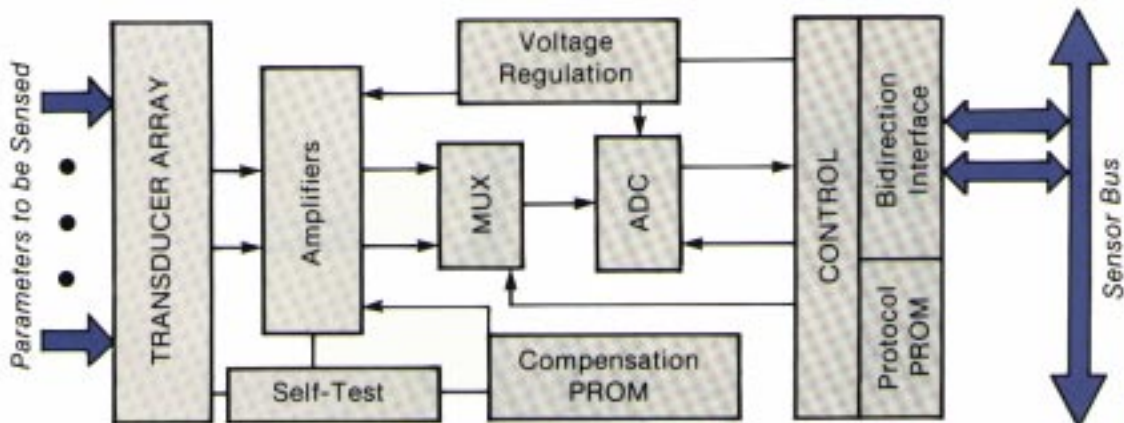 Parameters to be Sensed
TRANSDUCER ARRAY
Amplifiers
Voltage
Regulation
MUX
ADC
CONTROL
Bidirection
Interface
Protocol
PROM
Self-Test
Compensation
PROM
Sensor Bus